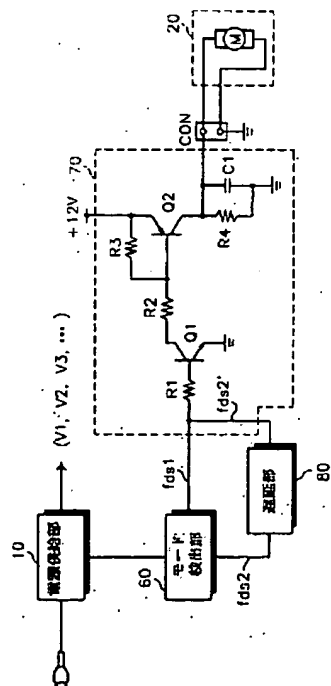 10
電源供給部
(V1, V2, V3, ···)
60
モード
検出部
fds1
fds2
fds2'
遅延部
80
70
+12V
R1
R2
R3
R4
Q1
Q2
C1
CON
20
M